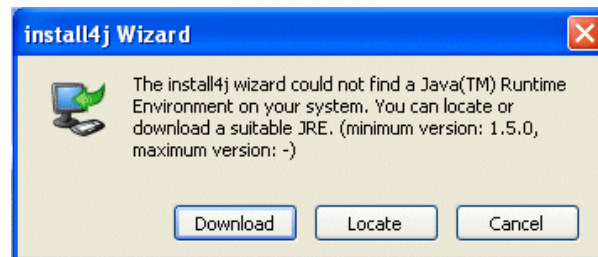 install4j Wizard
The install4j wizard could not find a Java(TM) Runtime
Environment on your system. You can locate or
download a suitable JRE. (minimum version: 1.5.0,
maximum version: -)
Download Locate Cancel